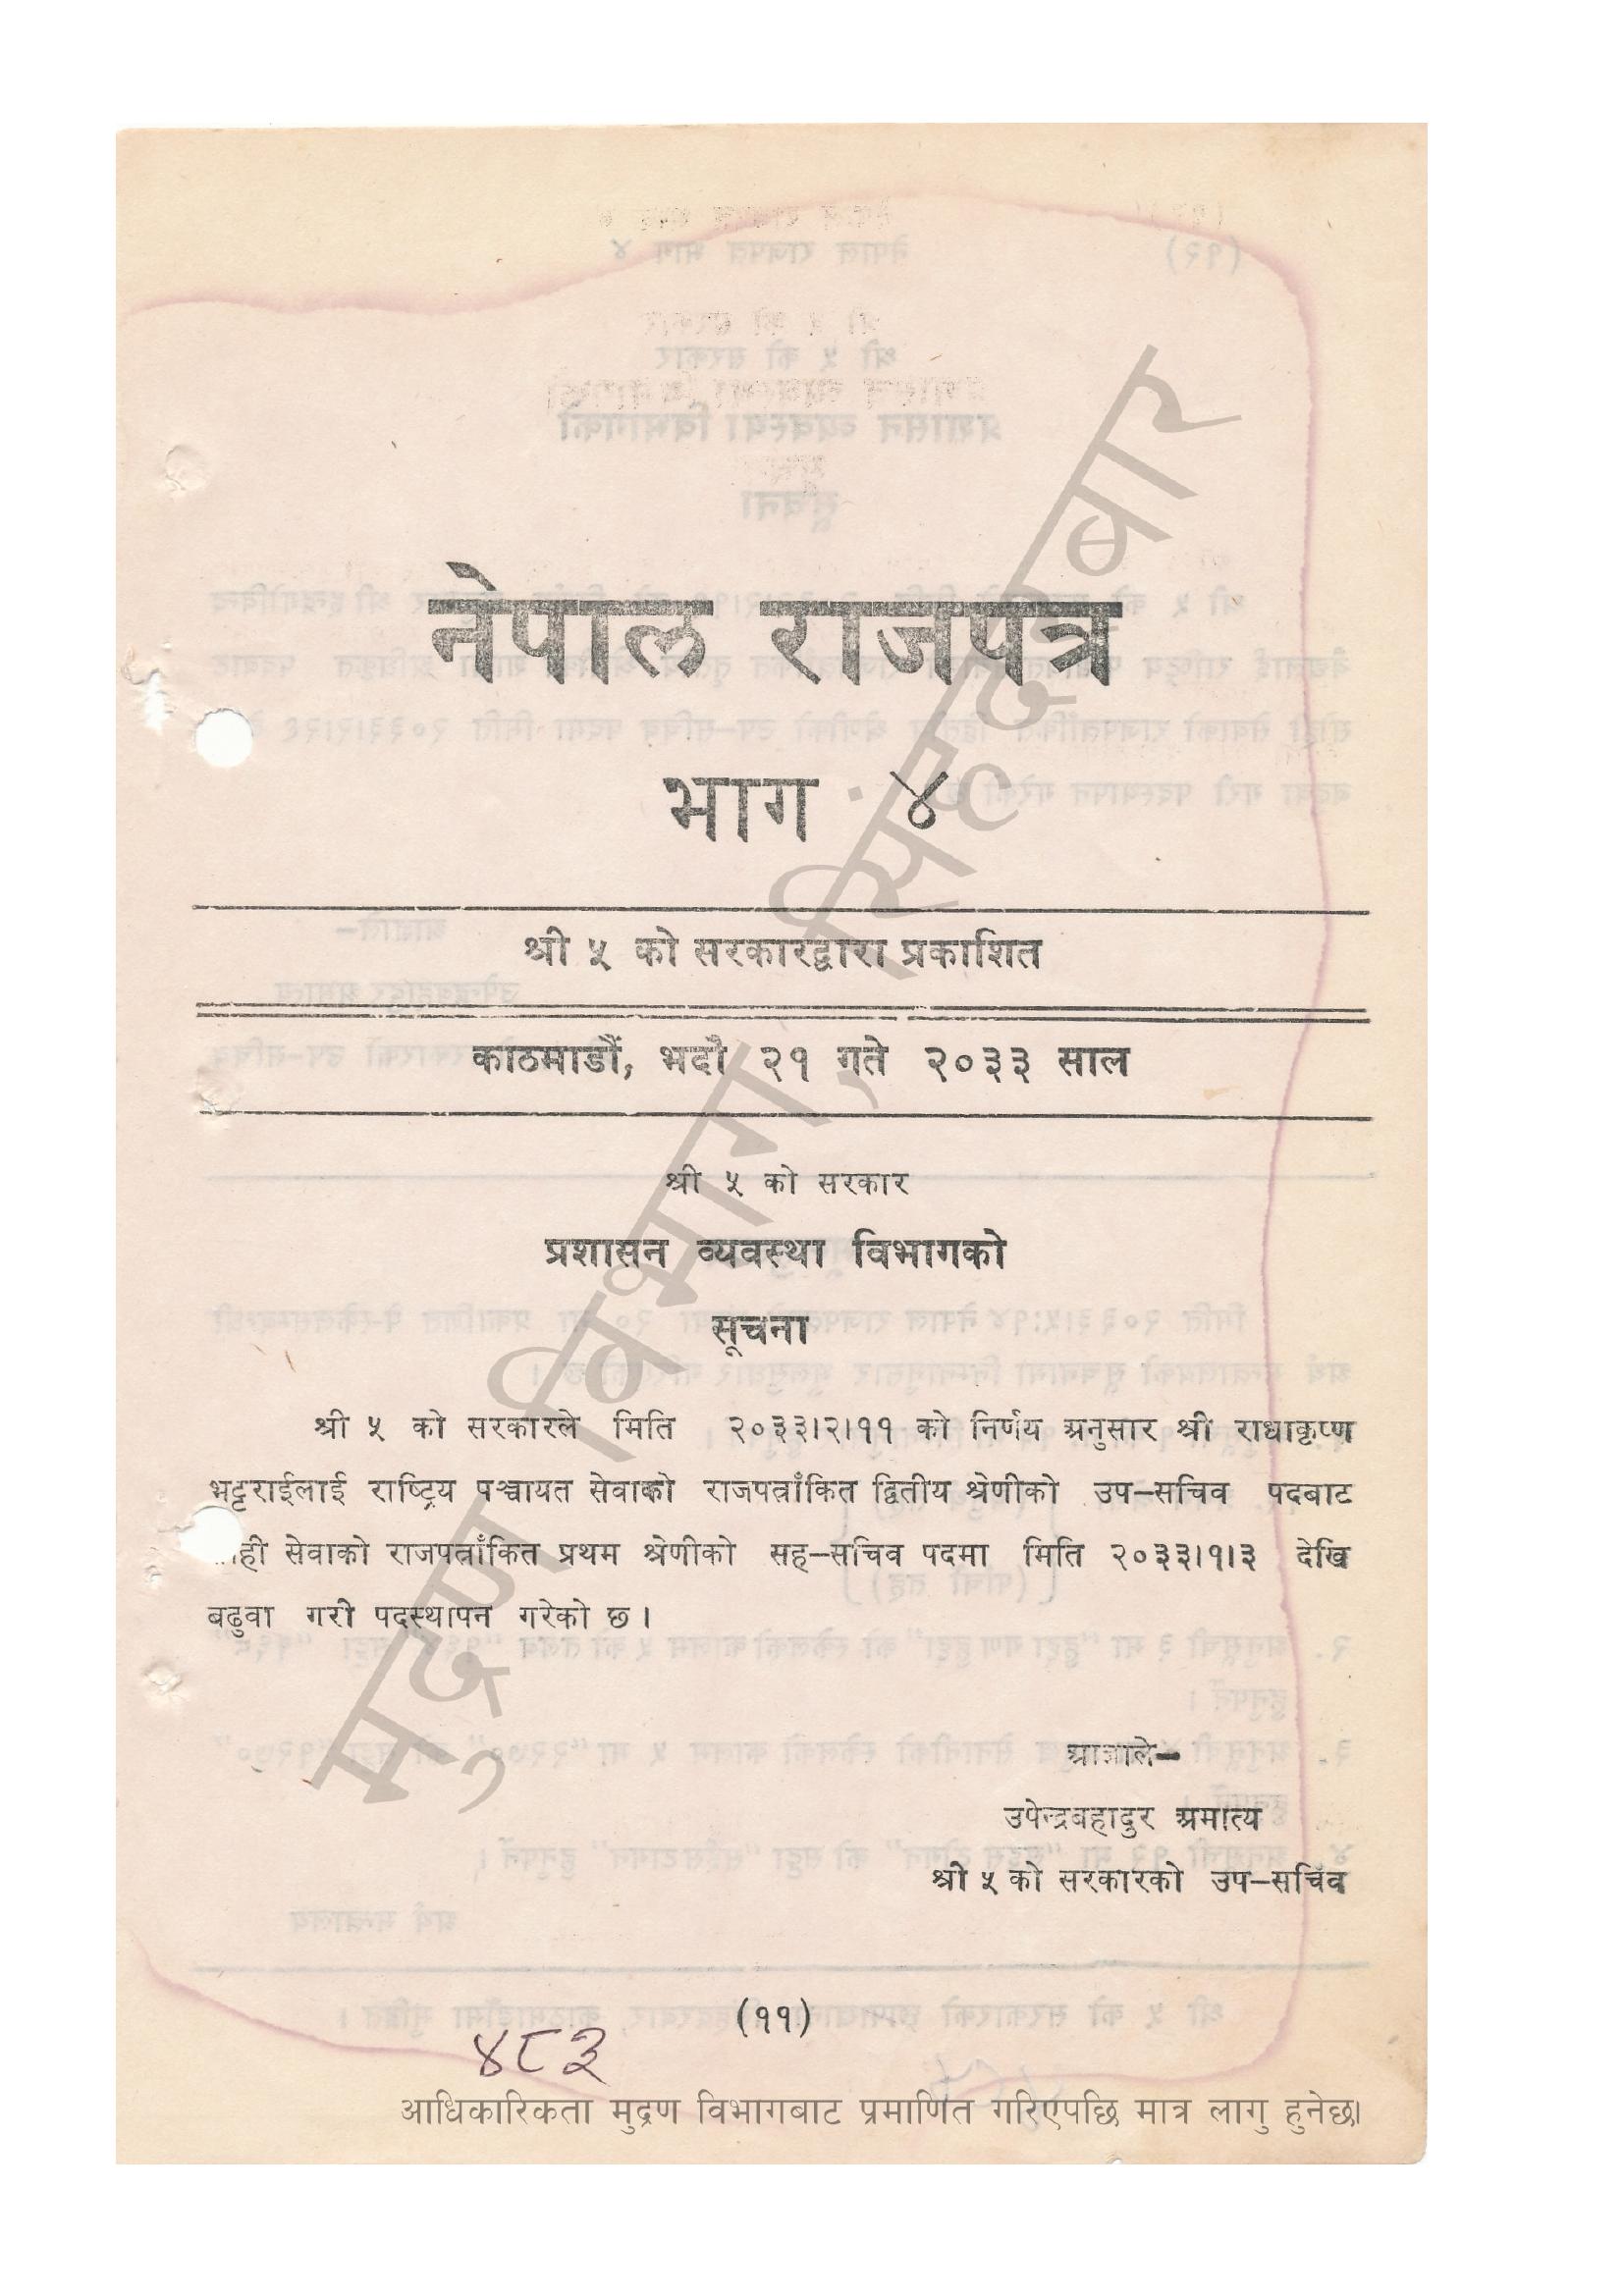 नेपाल राजपत्र
भाग ४
श्री ५ को सरकारद्वारा प्रकाशित
काठमाडौं, भदौ २१ गते २०३३ साल
श्री ५ को सरकार
प्रशासन व्यवस्था विभागको
सूचना
श्री ५ को सरकारले मिति २०३३।२।११ को निर्णय अनुसार श्री राधाकृष्ण
भट्टराईलाई राष्ट्रिय पञ्चायत सेवाको राजपत्राँकित द्वितीय श्रेणीको उप–सचिव पदबाट
सेवाको राजपत्राँकित प्रथम श्रेणीको सह–सचिव पदमा मिति २०३३।१।३ देखि
बढुवा गरी पदस्थापन गरेको छ ।
आज्ञाले–
उपेन्द्रबहादुर अमात्य
श्री ५ को सरकारको उप–सचिव
(११)
४८३
आधिकारिकता मुद्रण विभागबाट प्रमाणित गरिएपछि मात्र लागु हुनेछ।
मुद्रण विभाग, सिंहदरबार